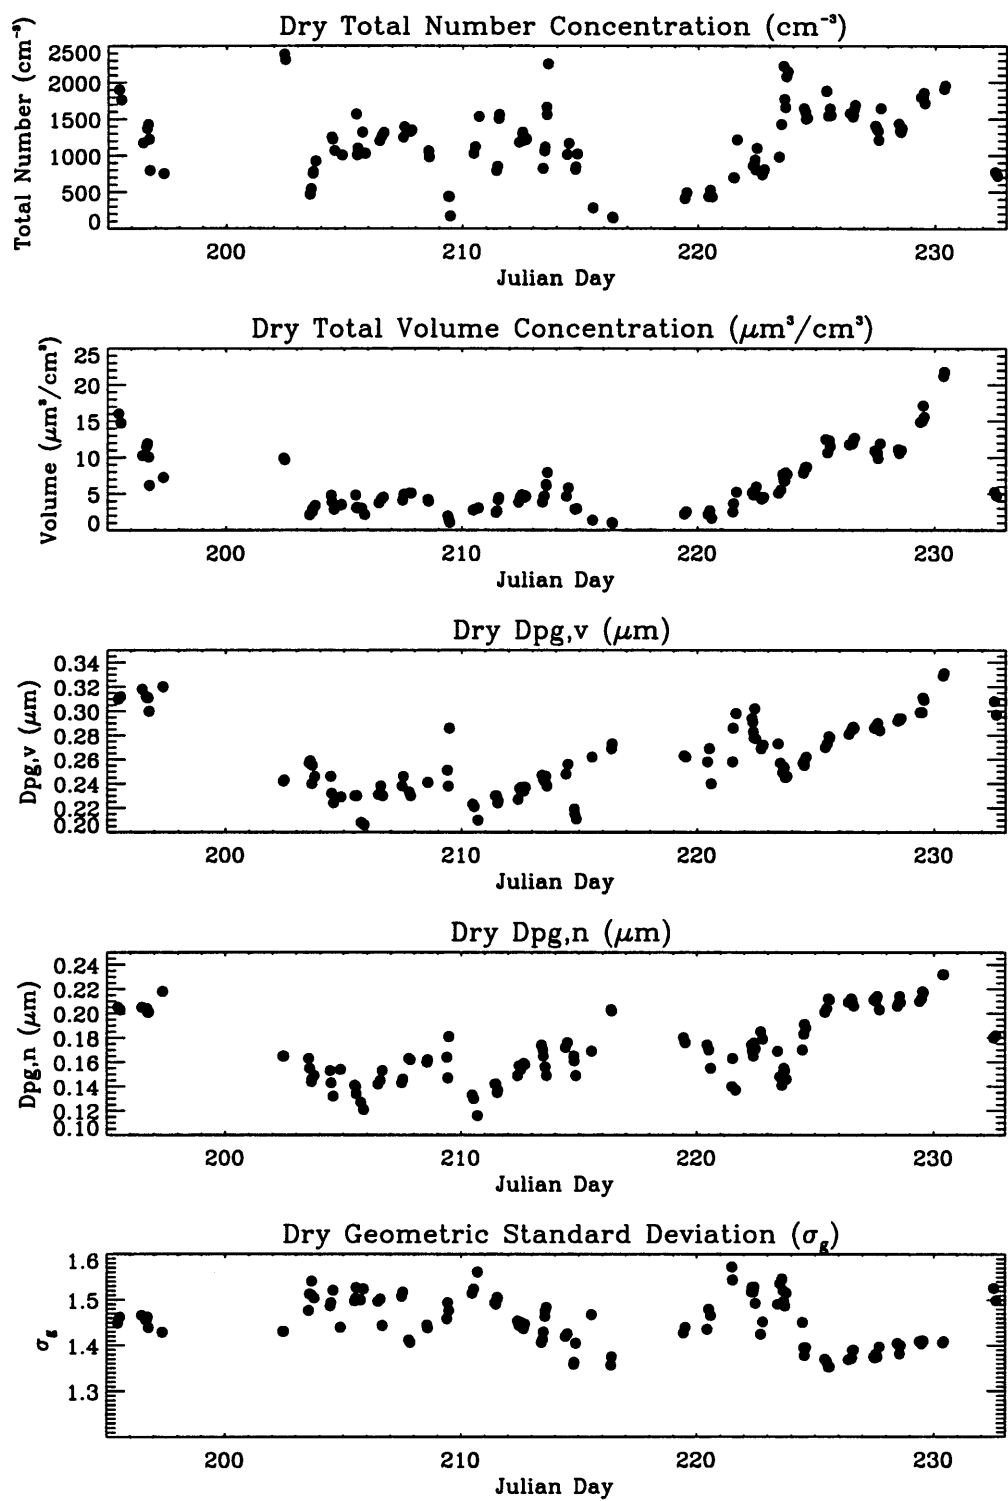 Dry Total Number Concentration (cm⁻³)
Total Number (cm⁻³)
2500
2000
1500
1000
500
0
200 210 220 230
Julian Day
Dry Total Volume Concentration (μm³/cm³)
Volume (μm³/cm³)
25
20
15
10
5
0
200 210 220 230
Julian Day
Dry Dpg,v (μm)
Dpg,v (μm)
0.34
0.32
0.30
0.28
0.26
0.24
0.22
0.20
200 210 220 230
Julian Day
Dry Dpg,n (μm)
Dpg,n (μm)
0.24
0.22
0.20
0.18
0.16
0.14
0.12
0.10
200 210 220 230
Julian Day
Dry Geometric Standard Deviation (σg)
σg
1.6
1.5
1.4
1.3
200 210 220 230
Julian Day